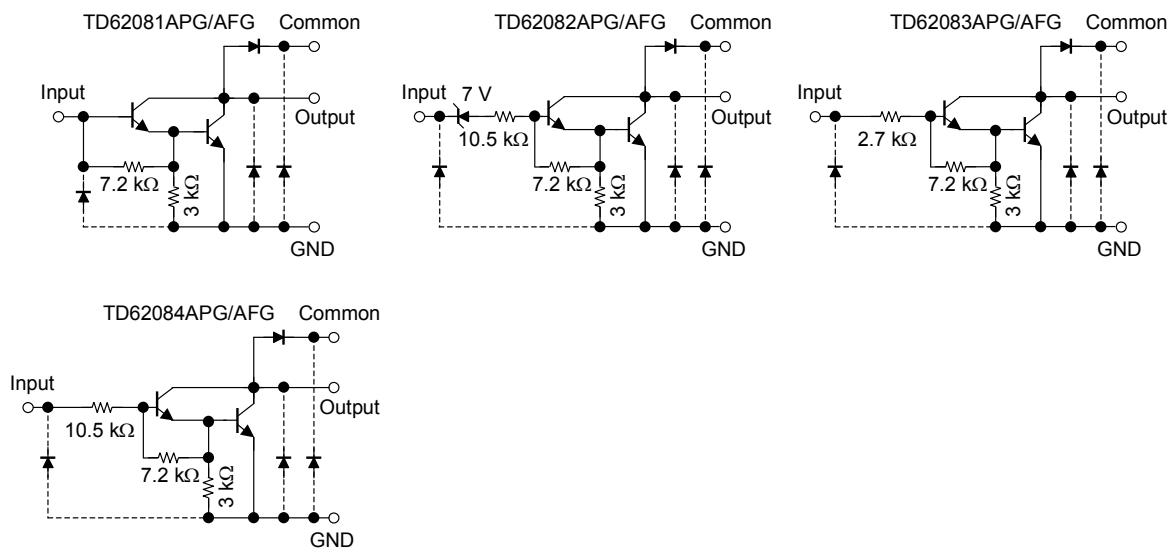 TD62081APG/AFG Common
Input
Output
7.2 kΩ
3 kΩ
GND
TD62082APG/AFG Common
Input
7 V
10.5 kΩ
Output
7.2 kΩ
3 kΩ
GND
TD62083APG/AFG Common
Input
2.7 kΩ
Output
7.2 kΩ
3 kΩ
GND
TD62084APG/AFG Common
Input
10.5 kΩ
Output
7.2 kΩ
3 kΩ
GND